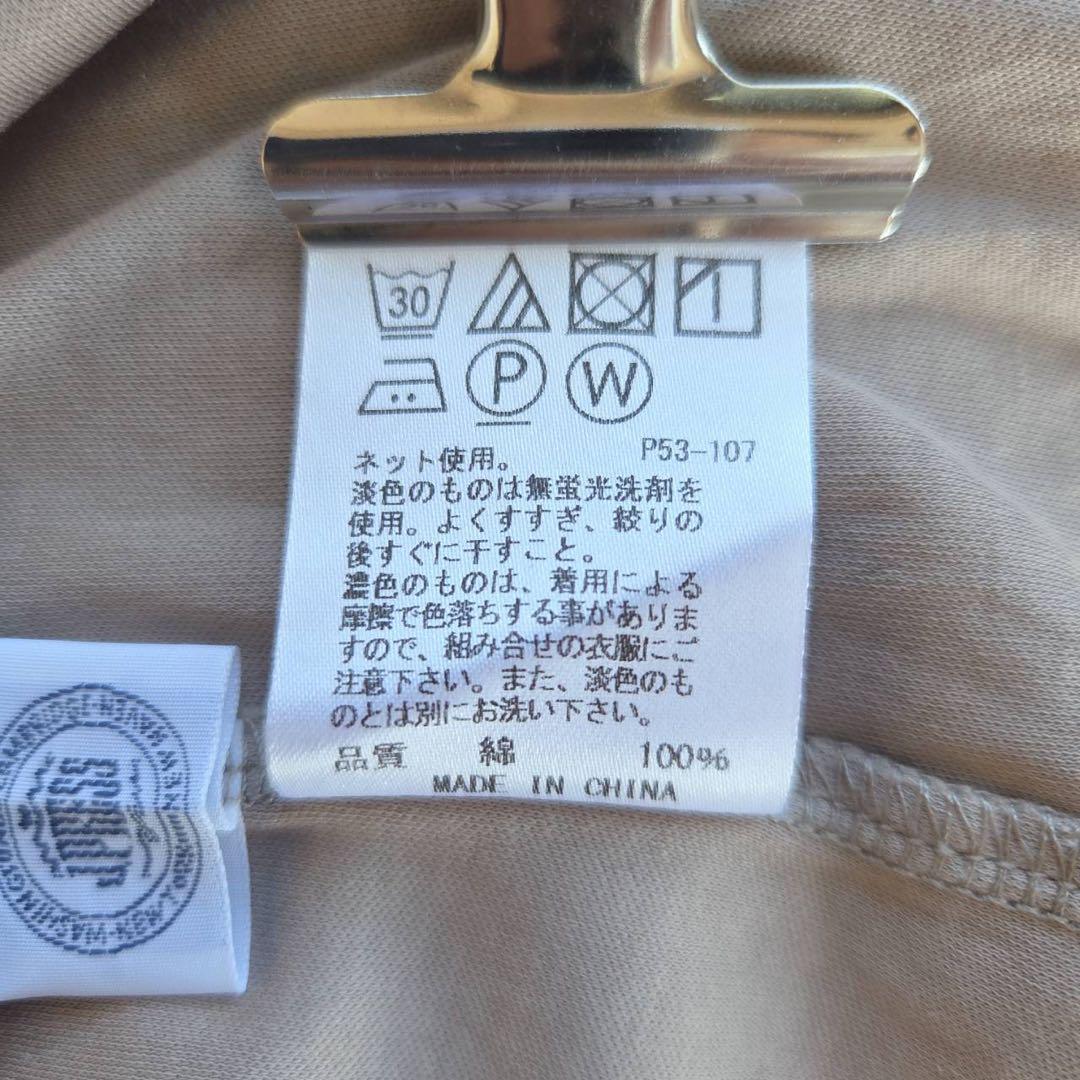 30
P
W
P53-107
ネット使用。
淡色のものは無蛍光洗剤を
使用。よくすすぎ、絞りの
後すぐに干すこと。
濃色のものは、着用による
摩擦で色落ちする事がありま
すので、組み合せの衣服にご
注意下さい。また、淡色のも
のとは別にお洗い下さい。
品質 綿 100%
MADE IN CHINA
J.PRESS